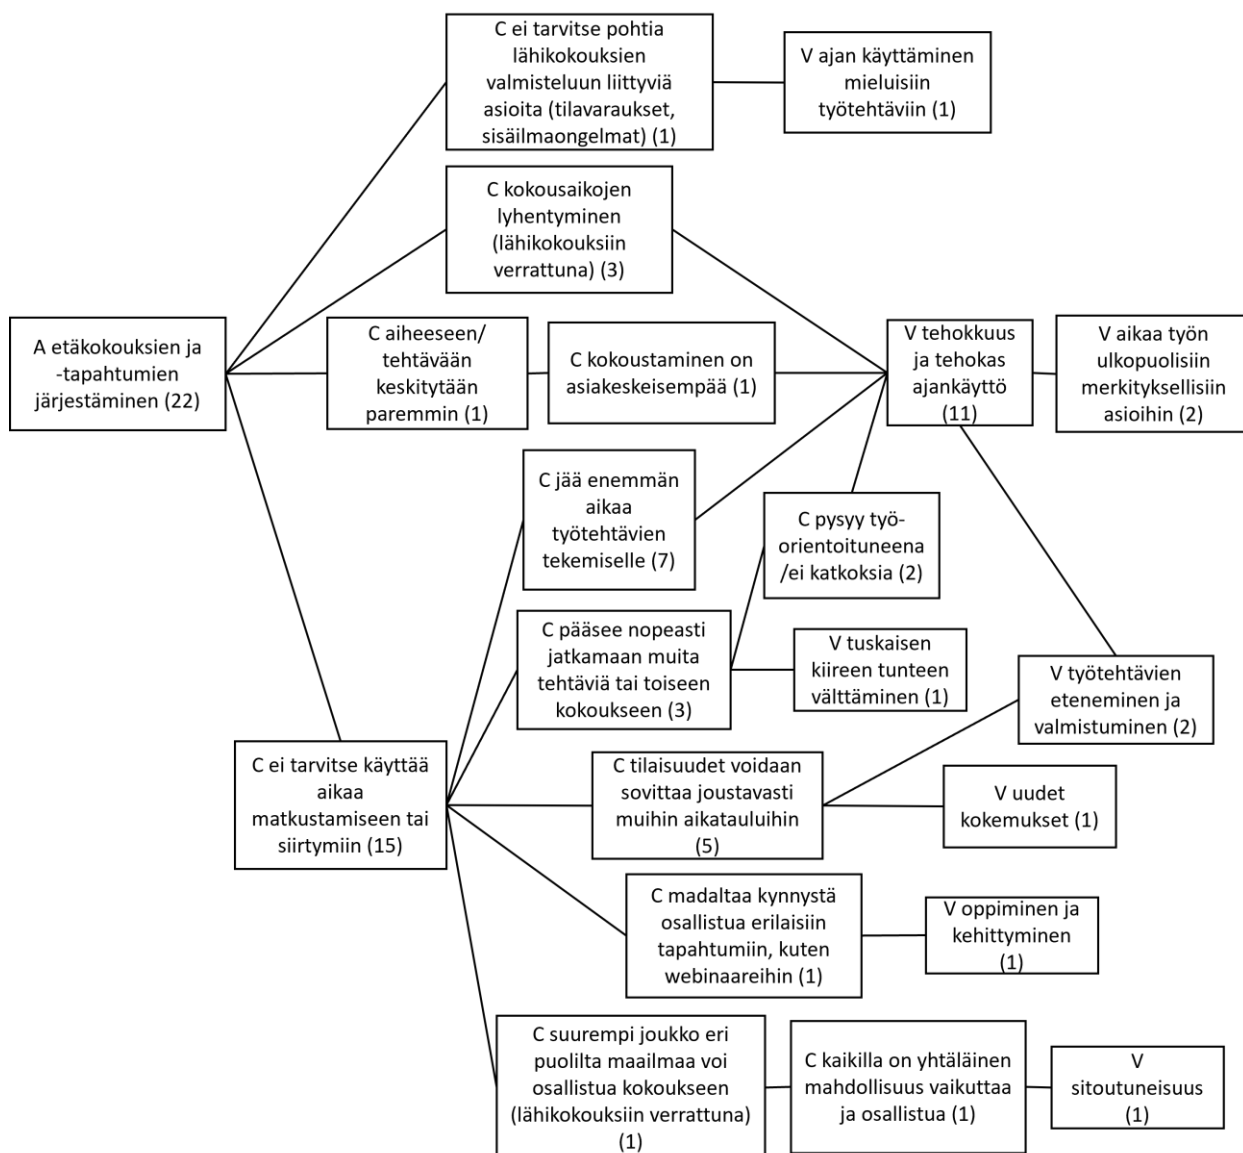 C ei tarvitse pohtia
lähikokouksien
valmisteluun liittyviä
asioita (tilavaraukset,
sisäilmaongelmat) (1)
V ajan käyttäminen
mieluisiin
työtehtäviin (1)
C kokousaikojen
lyhentyminen
(lähikokouksiin
verrattuna) (3)
A etäkokouksien ja
-tapahtumien
järjestäminen (22)
C aiheeseen/
tehtävään
keskitytään
paremmin (1)
C kokoustaminen on
asiakeskeisempää
(1)
V tehokkuus
ja tehokas
ajankäyttö
(11)
V aikaa työn
ulkopuolisiin
merkityksellisiin
asioihin (2)
C jää enemmän
aikaa
työtehtävien
tekemiselle (7)
C pysyy työ-
orientoituneena
/ei katkoksia (2)
C pääsee nopeasti
jatkamaan muita
tehtäviä tai toiseen
kokoukseen (3)
V tuskaisen
kiireen tunteen
välttäminen (1)
V työtehtävien
eteneminen ja
valmistuminen (2)
C ei tarvitse käyttää
aikaa
matkustamiseen tai
siirtymiin (15)
C tilaisuudet voidaan
sovittaa joustavasti
muihin aikatauluihin
(5)
V uudet
kokemukset (1)
C madaltaa kynnystä
osallistua erilaisiin
tapahtumiin, kuten
webinaareihin (1)
V oppiminen ja
kehittyminen
(1)
C suurempi joukko eri
puolilta maailmaa voi
osallistua kokoukseen
(lähikokouksiin verrattuna)
(1)
C kaikilla on yhtäläinen
mahdollisuus vaikuttaa
ja osallistua (1)
V
sitoutuneisuus
(1)